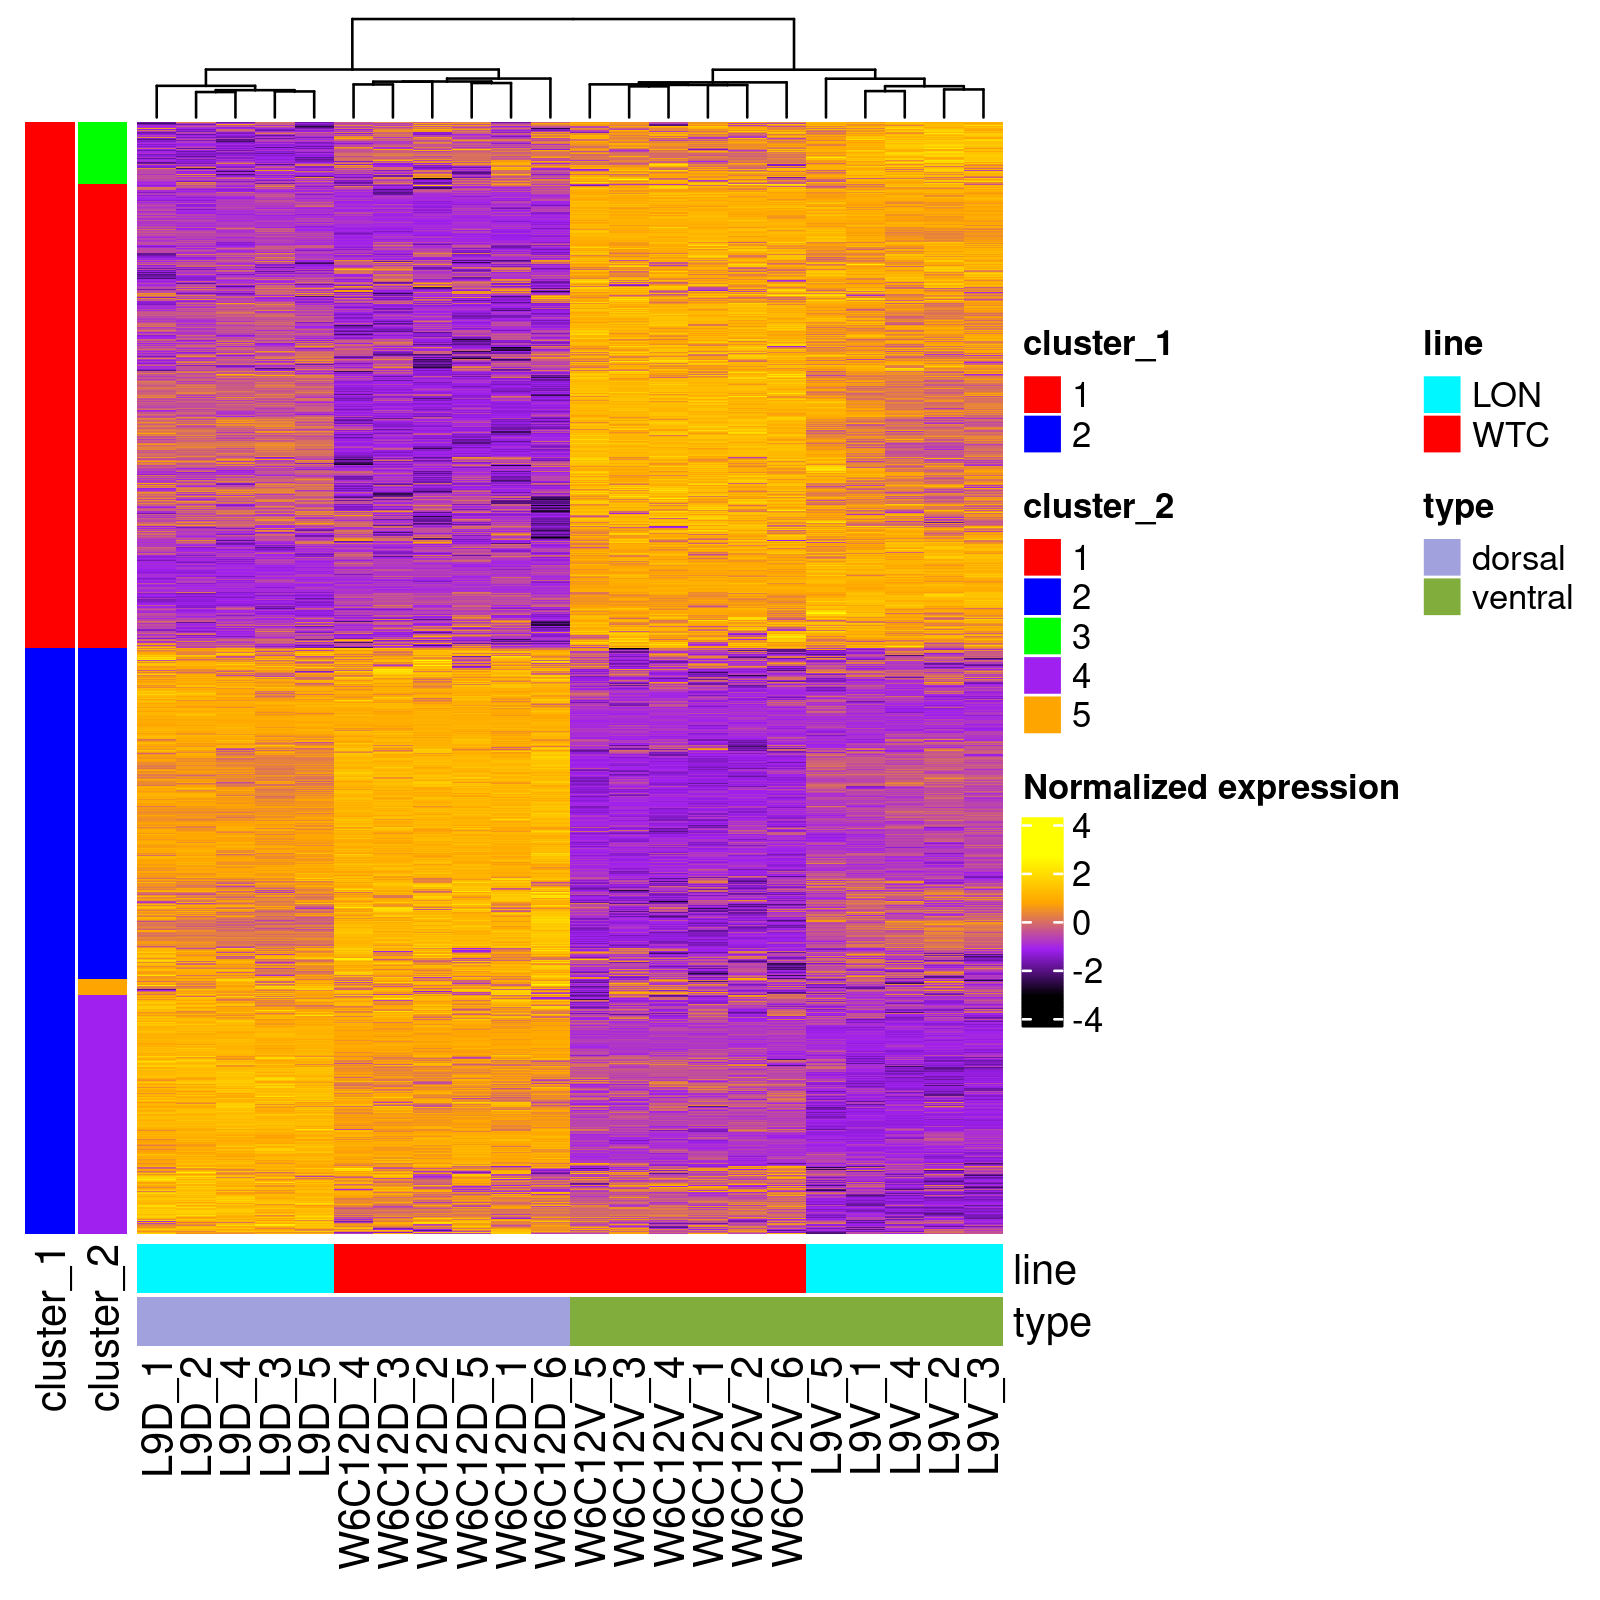 cluster_1
1
2
cluster_2
1
2
3
4
5
Normalized expression
4
2
0
-2
-4
line
LON
WTC
type
dorsal
ventral
line
type
cluster_1
cluster_2
L9D_1
L9D_2
L9D_4
L9D_3
L9D_5
W6C12D_4
W6C12D_3
W6C12D_2
W6C12D_5
W6C12D_1
W6C12D_6
W6C12V_5
W6C12V_3
W6C12V_4
W6C12V_1
W6C12V_2
W6C12V_6
L9V_5
L9V_1
L9V_4
L9V_2
L9V_3